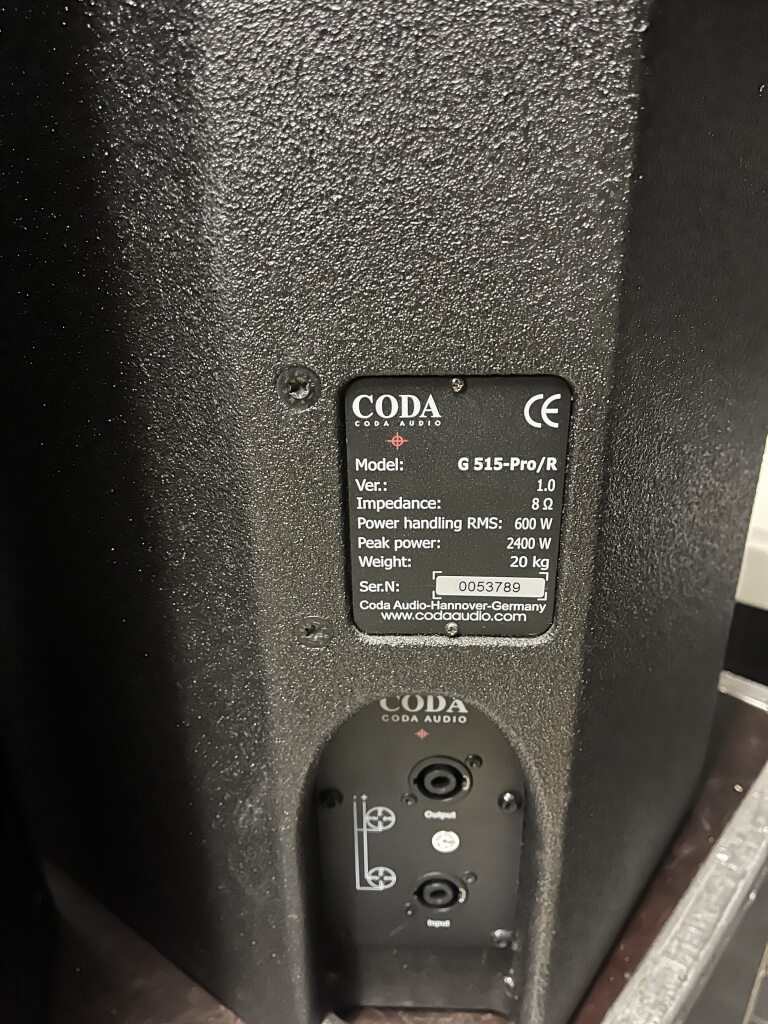 CODA
CODA AUDIO
CE
Model: G 515-Pro/R
Ver.: 1.0
Impedance: 8 Ω
Power handling RMS: 600 W
Peak power: 2400 W
Weight: 20 kg
Ser.N: 0053789
Coda Audio-Hannover-Germany
www.codaaudio.com
CODA
CODA AUDIO
Output
Input